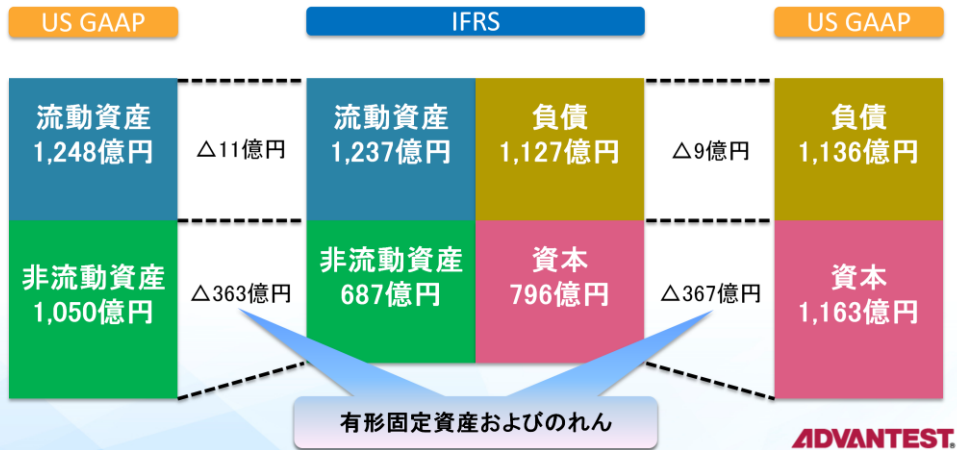 US GAAP
IFRS
US GAAP
流動資産
1,248億円
△11億円
流動資産
1,237億円
負債
1,127億円
△9億円
負債
1,136億円
非流動資産
1,050億円
△363億円
非流動資産
687億円
資本
796億円
△367億円
資本
1,163億円
有形固定資産およびのれん
ADVANTEST.